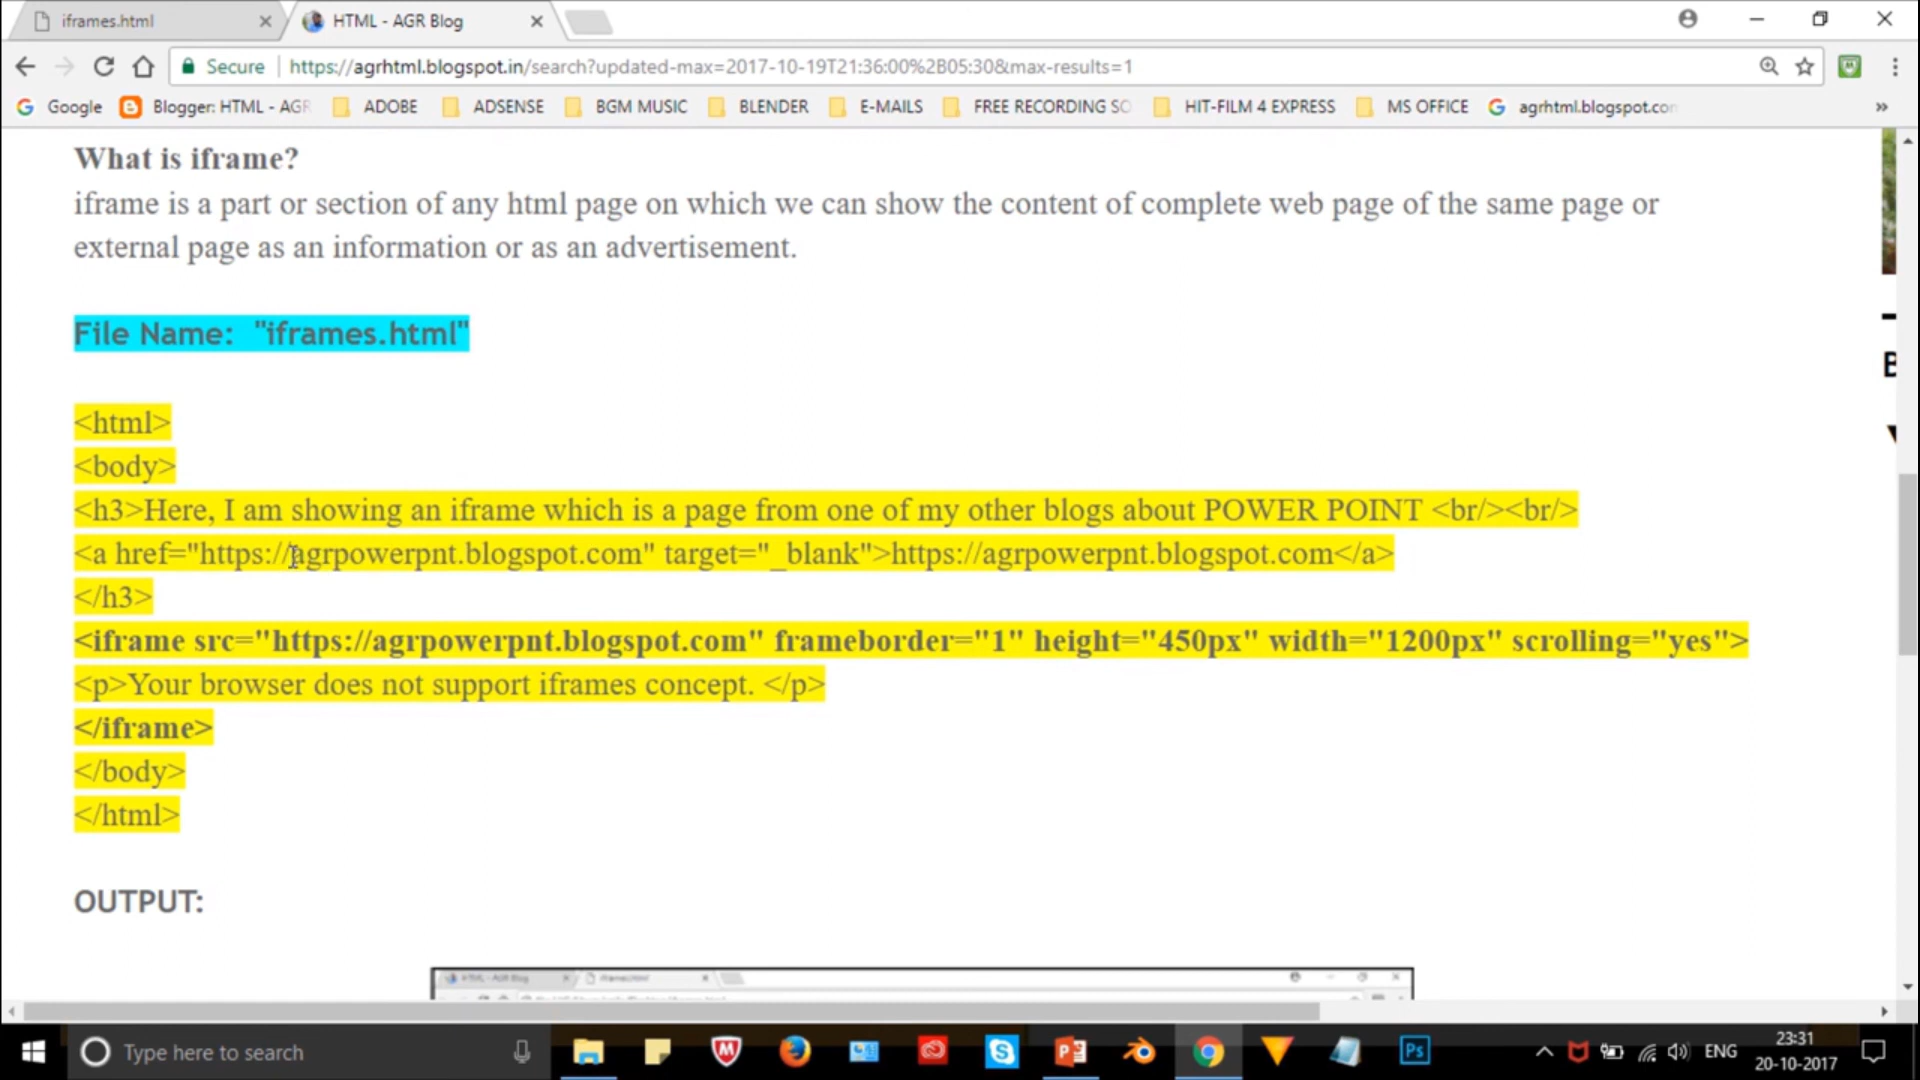 iframes.html
HTML - AGR Blog
Secure
https://agrhtml.blogspot.in/search?updated-max=2017-10-19T21:36:00%2B05:30&max-results=1
Google
Blogger: HTML - AGR
ADOBE
ADSENSE
BGM MUSIC
BLENDER
E-MAILS
FREE RECORDING SO
HIT-FILM 4 EXPRESS
MS OFFICE
agrhtml.blogspot.con
»
What is iframe?
iframe is a part or section of any html page on which we can show the content of complete web page of the same page or
external page as an information or as an advertisement.
File Name:  "iframes.html"
<html>
<body>
<h3>Here, I am showing an iframe which is a page from one of my other blogs about POWER POINT <br/><br/>
<a href="https://agrpowerpnt.blogspot.com" target="_blank">https://agrpowerpnt.blogspot.com</a>
</h3>
<iframe src="https://agrpowerpnt.blogspot.com" frameborder="1" height="450px" width="1200px" scrolling="yes">
<p>Your browser does not support iframes concept. </p>
</iframe>
</body>
</html>
OUTPUT:
HTML - AGR Blog
Type here to search
Ps
ENG
23:31
20-10-2017